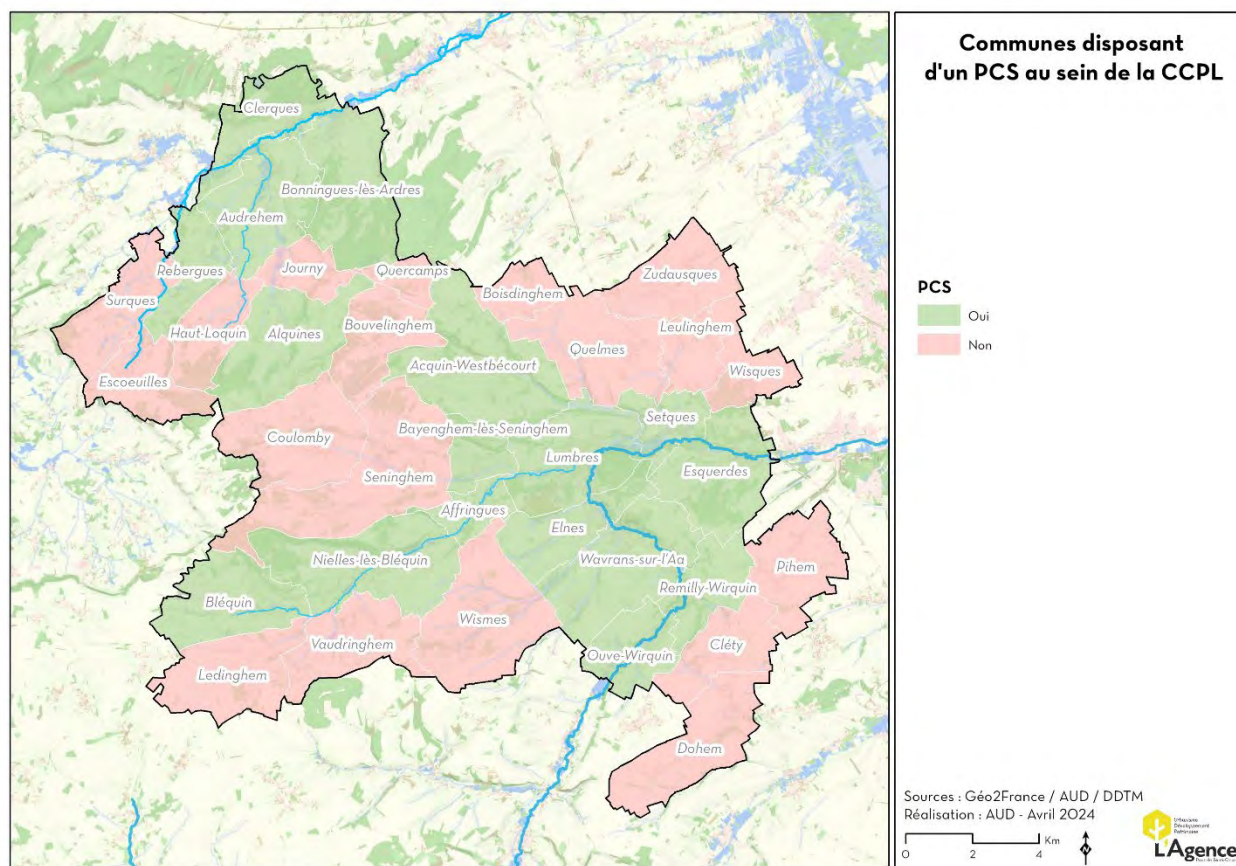 Communes disposant
d'un PCS au sein de la CCPL
Clerques
Bonningues-lès-Ardres
Audrehem
Rebergues
Journy
Quercamps
Surques
Boisdinghem
Zudausques
Haut-Loquin
Alquines
Bouvelinghem
Leulinghem
Quelmes
Escoeuilles
Acquin-Westbécourt
Wisques
Setques
Coulomby
Bayenghem-lès-Seninghem
Lumbres
Seninghem
Esquerdes
Affringues
Elnes
Nielles-lès-Bléquin
Wavrans-sur-l'Aa
Pihem
Remilly-Wirquin
Bléquin
Wismes
Vaudringhem
Cléty
Ouve-Wirquin
Ledinghem
Dohem
PCS
Oui
Non
Sources : Géo2France / AUD / DDTM
Réalisation : AUD - Avril 2024
0 2 4 Km
N
Urbanisme
Développement
Patrimoine
L'Agence